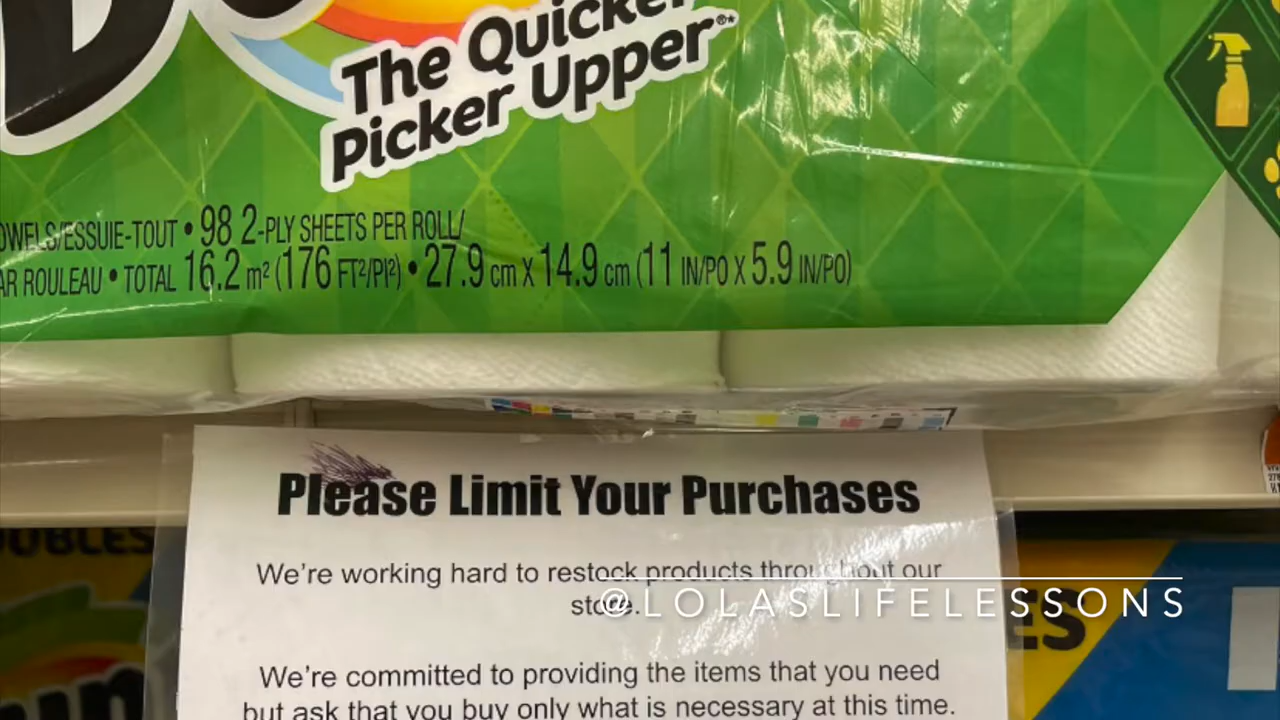 The Quicker
Picker Upper®*
ESSUIE-TOUT • 98 2-PLY SHEETS PER ROLL/
ROULEAU • TOTAL 16.2 m² (176 FT²/PI²) • 27.9 cm X 14.9 cm (11 IN/PO X 5.9 IN/PO)
Please Limit Your Purchases
We're working hard to restock products throughout our
store.
@LOLASLIFELESSONS
We're committed to providing the items that you need
but ask that you buy only what is necessary at this time.